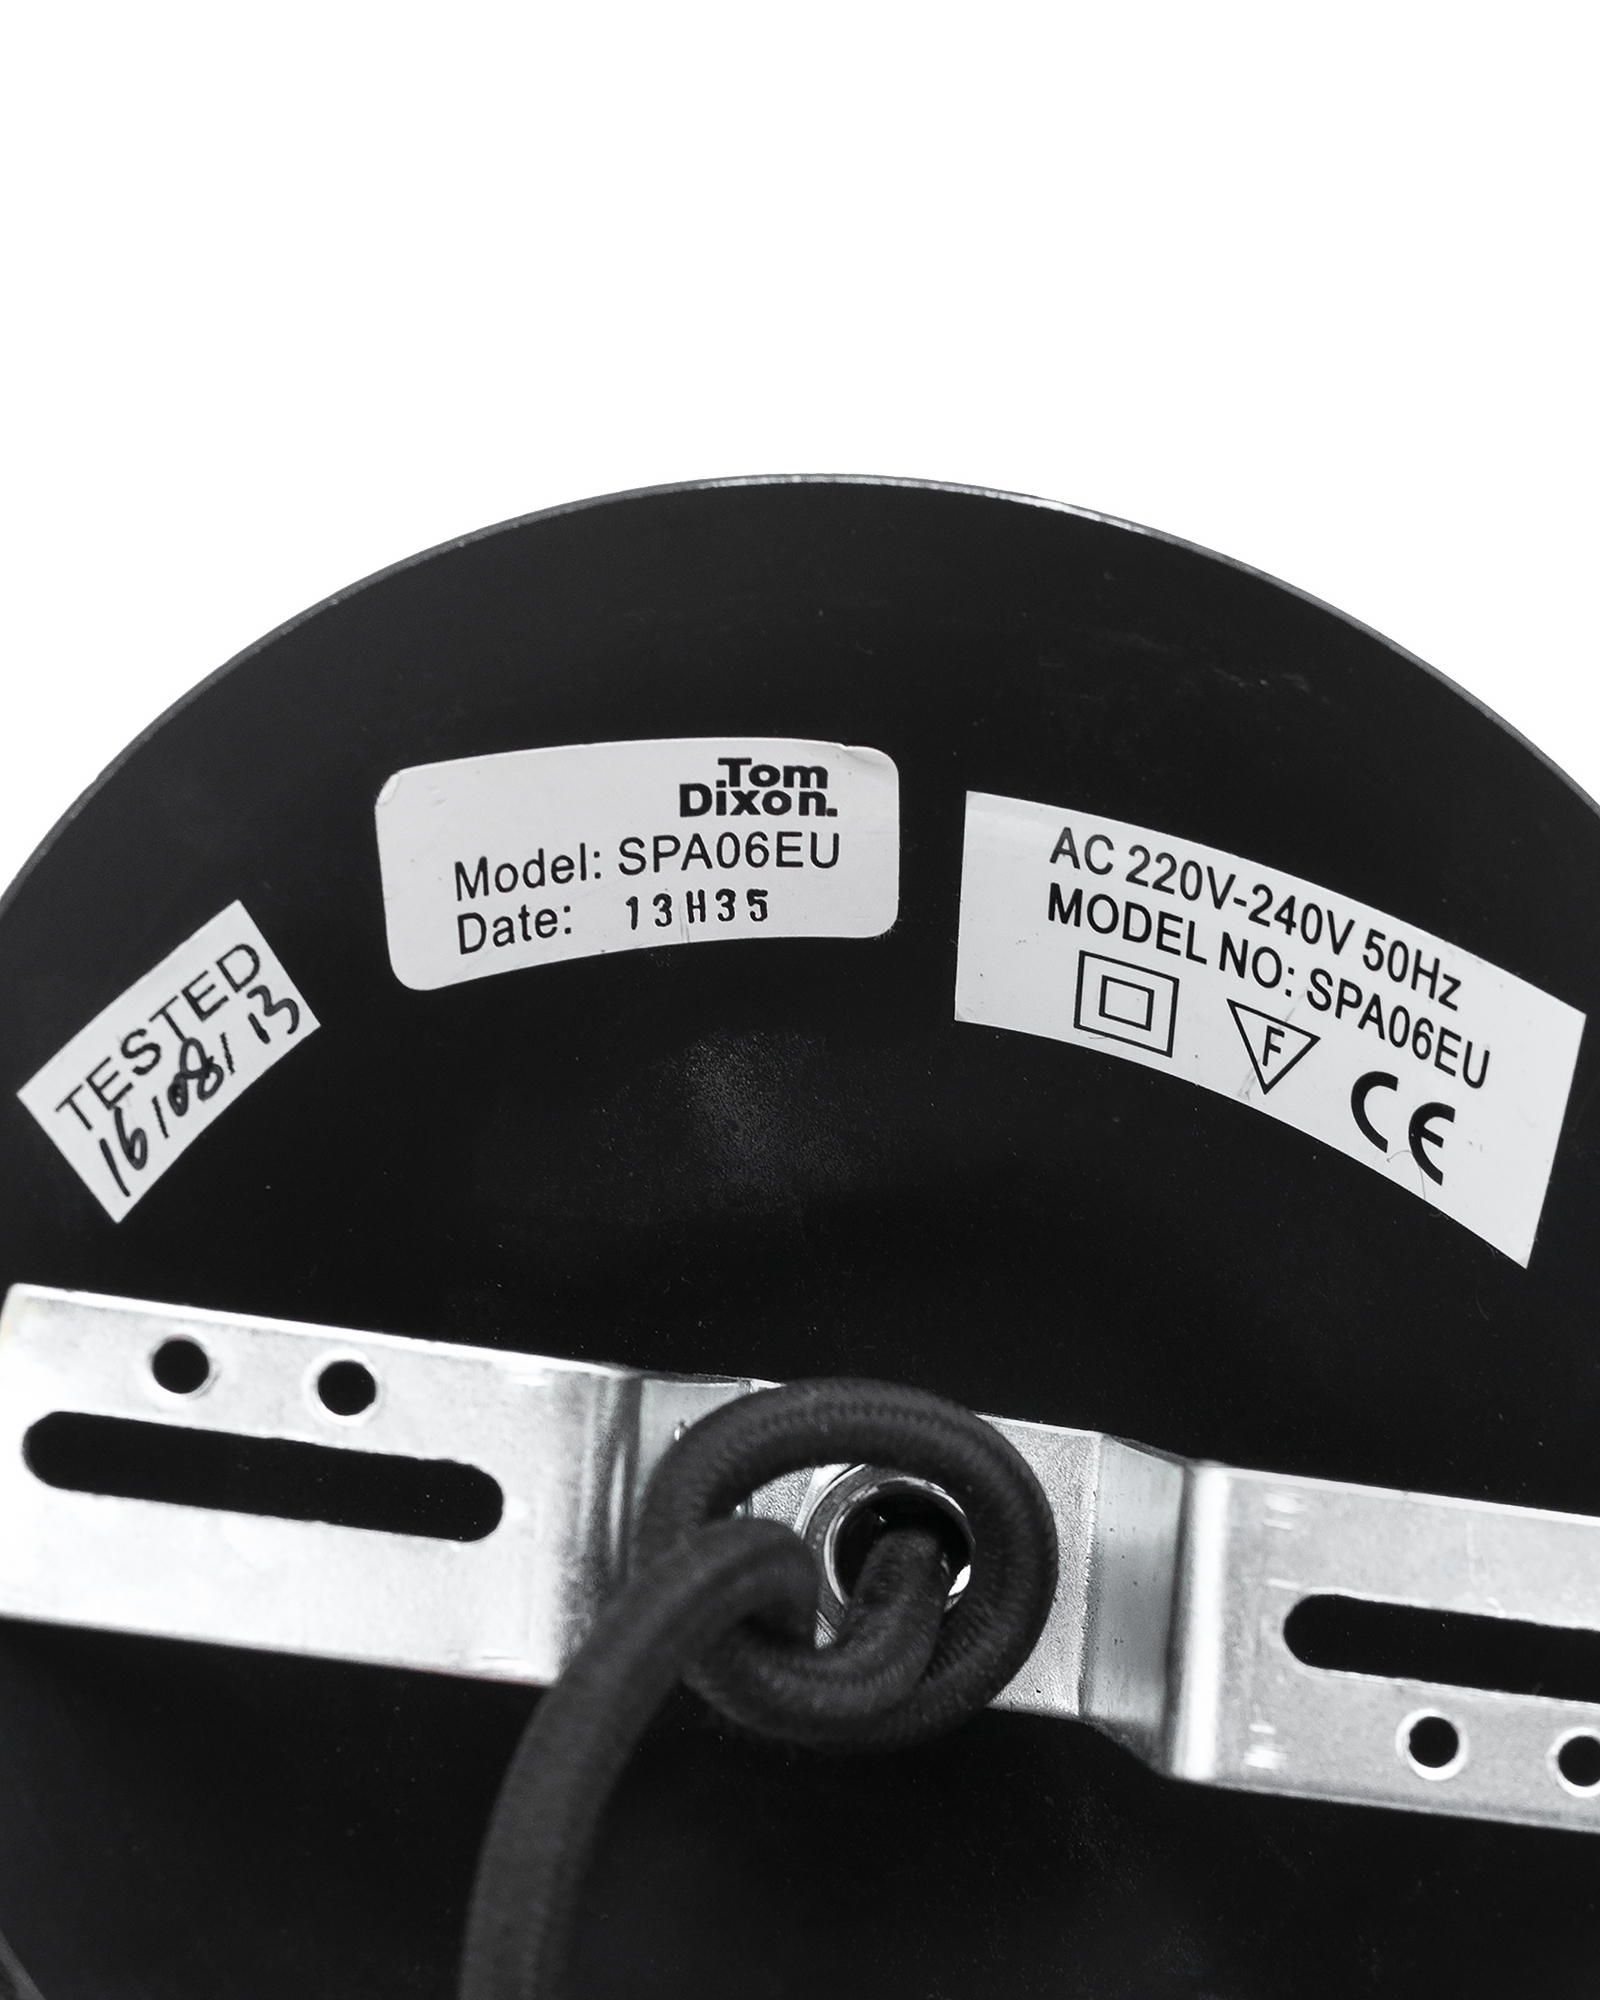 TESTED
16/08/13
Tom
Dixon.
Model: SPA06EU
Date: 13H35
AC 220V-240V 50Hz
MODEL NO: SPA06EU
F
CE